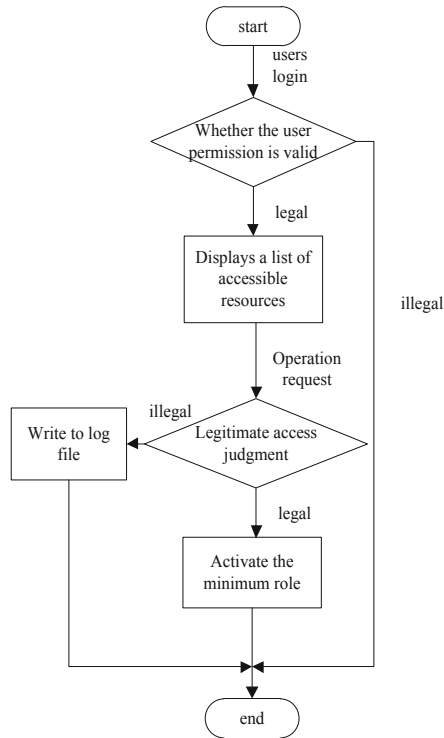 start
users
login
Whether the user
permission is valid
legal
Displays a list of
accessible
resources
illegal
Operation
request
illegal
Write to log
file
Legitimate access
judgment
legal
Activate the
minimum role
end